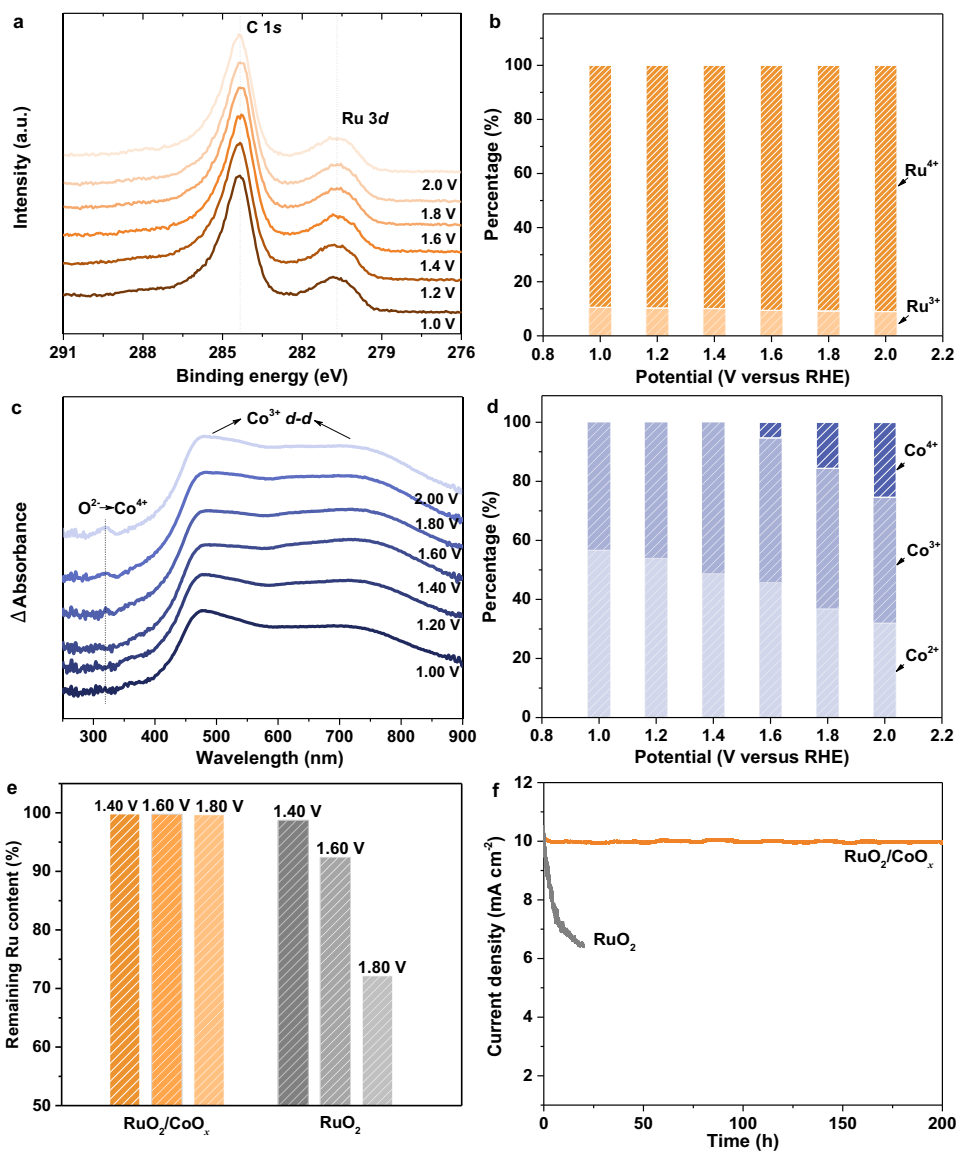 a
C 1s
Ru 3d
2.0 V
1.8 V
1.6 V
1.4 V
1.2 V
1.0 V
Intensity (a.u.)
291 288 285 282 279 276
Binding energy (eV)
b
100
80
60
40
20
0
Percentage (%)
Ru⁴⁺
Ru³⁺
0.8 1.0 1.2 1.4 1.6 1.8 2.0 2.2
Potential (V versus RHE)
c
Co³⁺ d-d
O²⁻→Co⁴⁺
2.00 V
1.80 V
1.60 V
1.40 V
1.20 V
1.00 V
Δ Absorbance
300 400 500 600 700 800 900
Wavelength (nm)
d
100
80
60
40
20
0
Percentage (%)
Co⁴⁺
Co³⁺
Co²⁺
0.8 1.0 1.2 1.4 1.6 1.8 2.0 2.2
Potential (V versus RHE)
e
100
90
80
70
60
50
Remaining Ru content (%)
1.40 V 1.60 V 1.80 V
1.40 V
1.60 V
1.80 V
RuO₂/CoOₓ RuO₂
f
12
10
8
6
4
2
Current density (mA cm⁻²)
RuO₂/CoOₓ
RuO₂
0 50 100 150 200
Time (h)